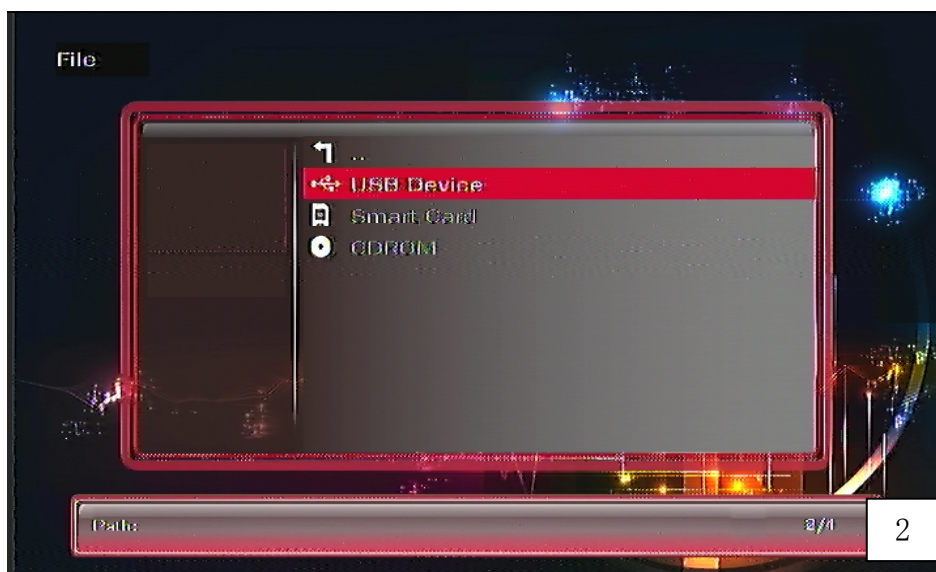 File
..
USB Device
Smart Card
CDROM
Path:
2/4
2